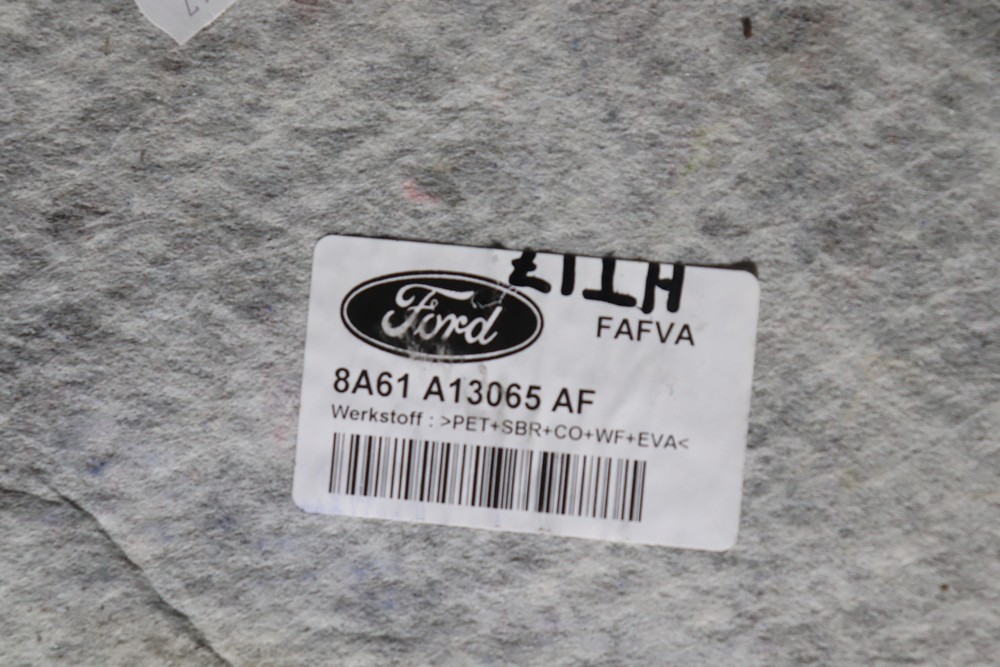 Ford
FAFVA
8A61 A13065 AF
Werkstoff : >PET+SBR+CO+WF+EVA<